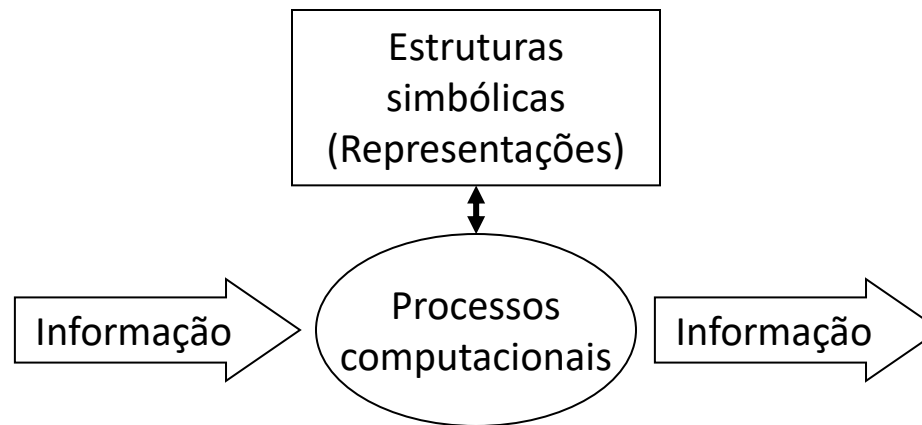 Estruturas
simbólicas
(Representações)
Informação
Processos
computacionais
Informação